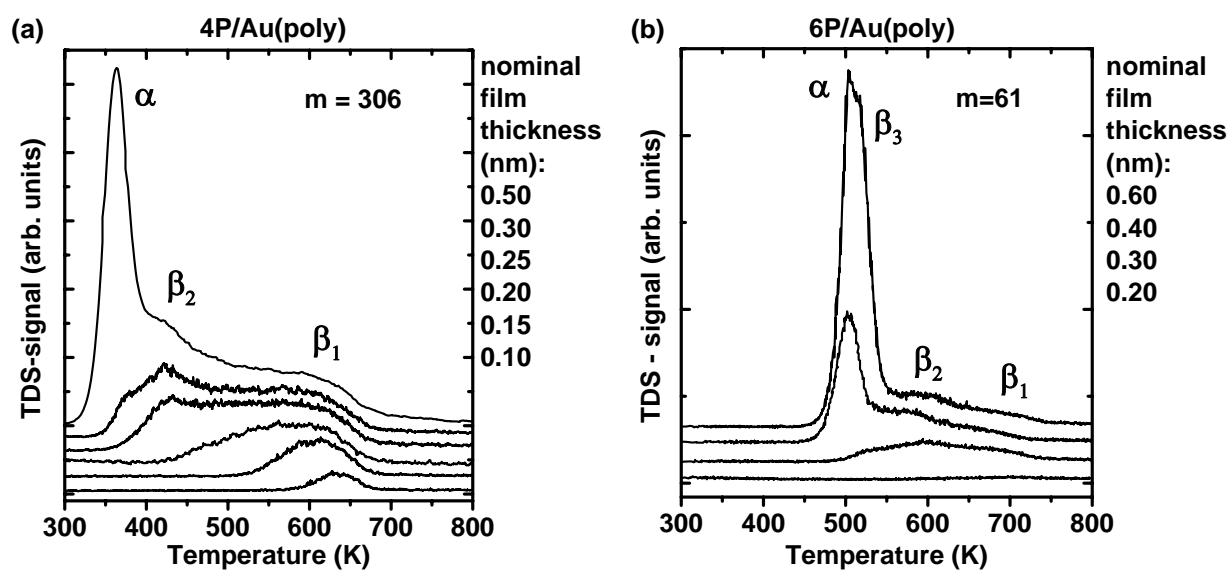 (a)
4P/Au(poly)
α
m = 306
β2
β1
nominal
film
thickness
(nm):
0.50
0.30
0.25
0.20
0.15
0.10
TDS-signal (arb. units)
300 400 500 600 700 800
Temperature (K)
(b)
6P/Au(poly)
α
m=61
β3
β2
β1
nominal
film
thickness
(nm):
0.60
0.40
0.30
0.20
TDS - signal (arb. units)
300 400 500 600 700 800
Temperature (K)